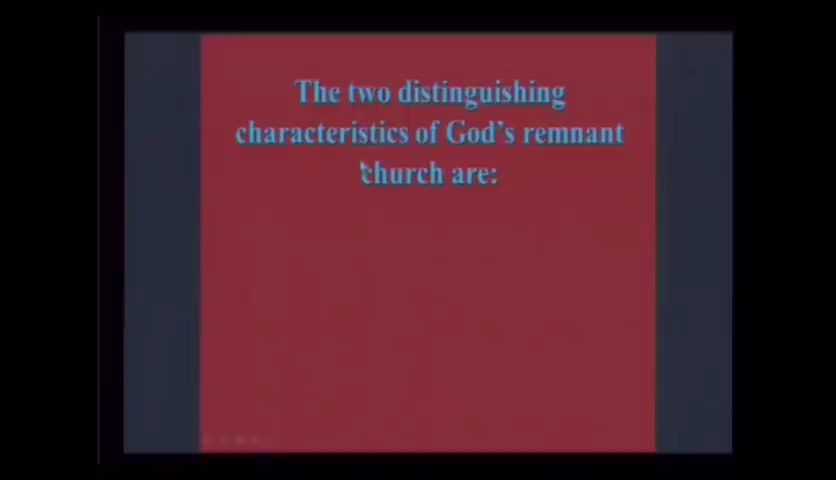 The two distinguishing
characteristics of God's remnant
church are: